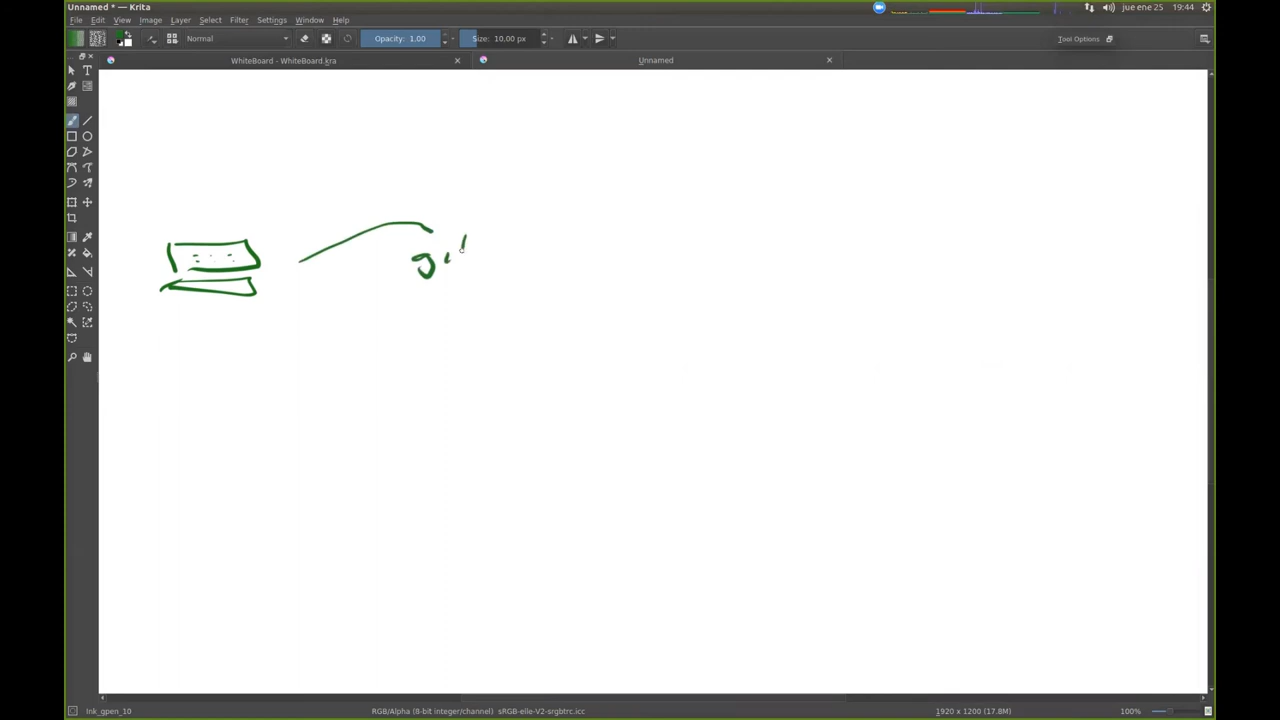 Unnamed * — Krita
jue ene 25 19:44
File Edit View Image Layer Select Filter Settings Window Help
Normal Opacity: 1.00 Size: 10.00 px Tool Options
WhiteBoard - WhiteBoard.kra Unnamed
Ink_gpen_10 RGB/Alpha (8-bit integer/channel) sRGB-elle-V2-srgbtrc.icc 1920 x 1200 (17.8M) 100%